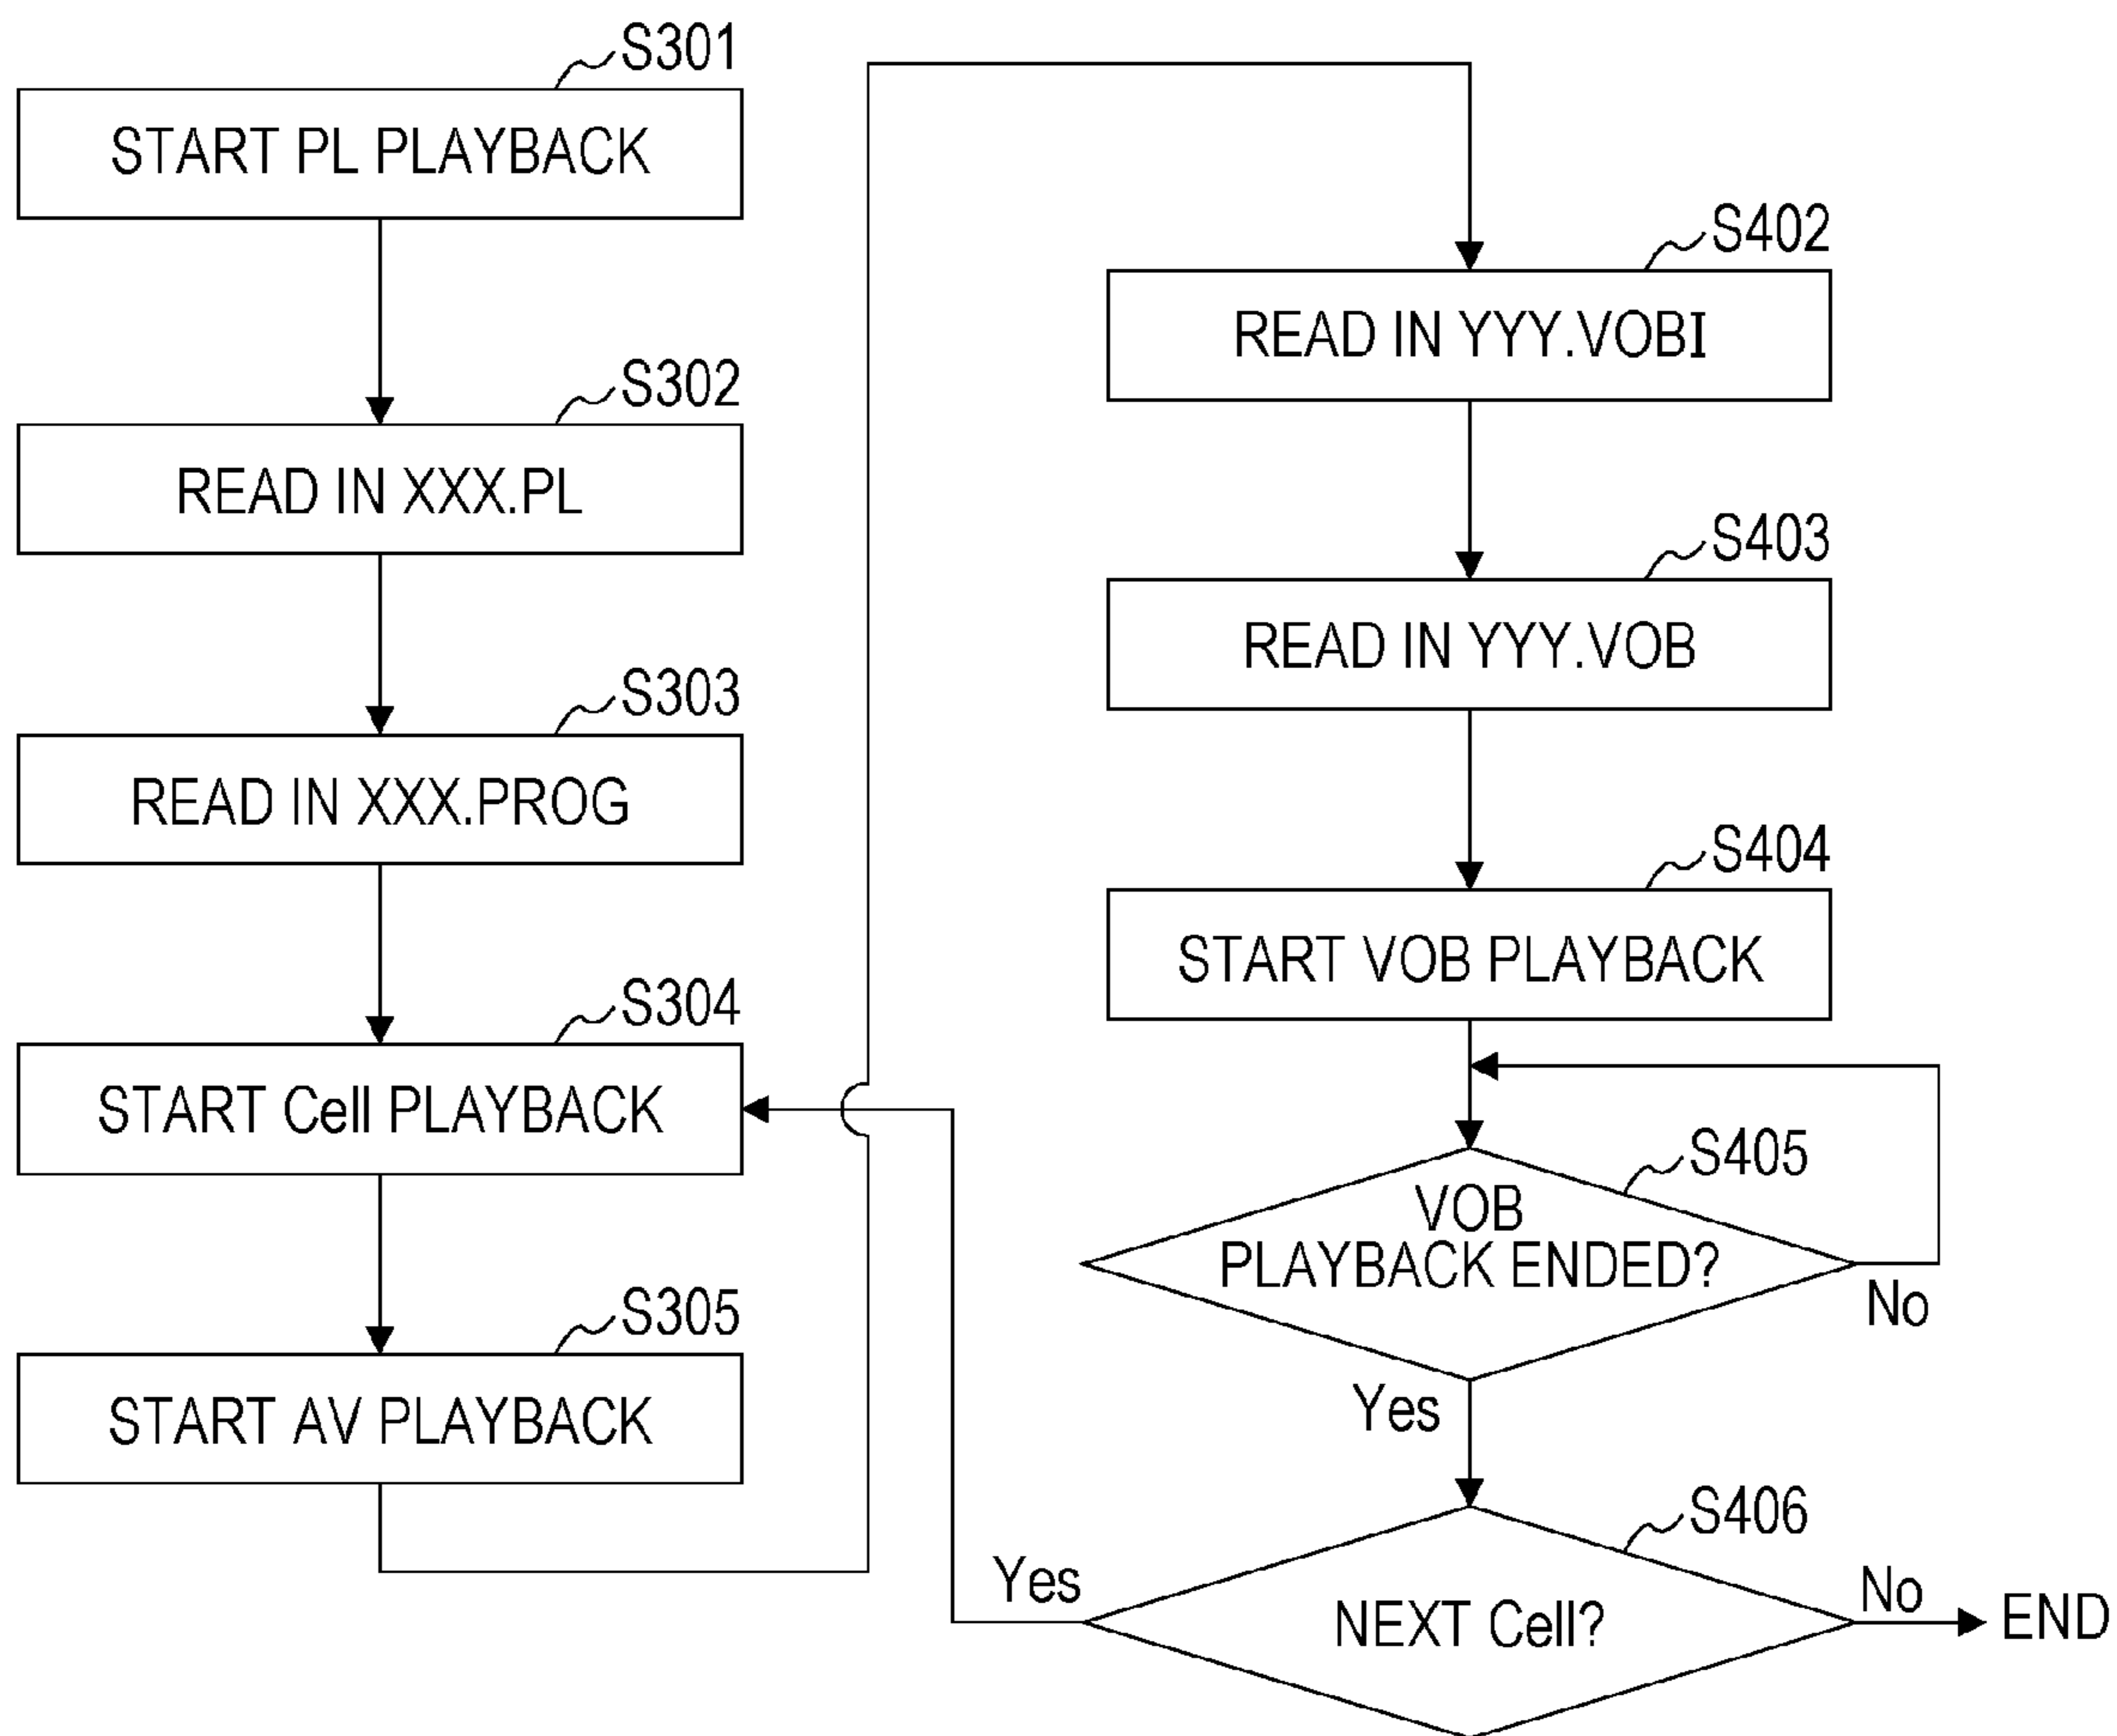 S301
START PL PLAYBACK
S302
READ IN XXX.PL
S303
READ IN XXX.PROG
S304
START Cell PLAYBACK
S305
START AV PLAYBACK
S402
READ IN YYY.VOBI
S403
READ IN YYY.VOB
S404
START VOB PLAYBACK
S405
VOB
PLAYBACK ENDED?
No
Yes
S406
NEXT Cell?
Yes
No
END